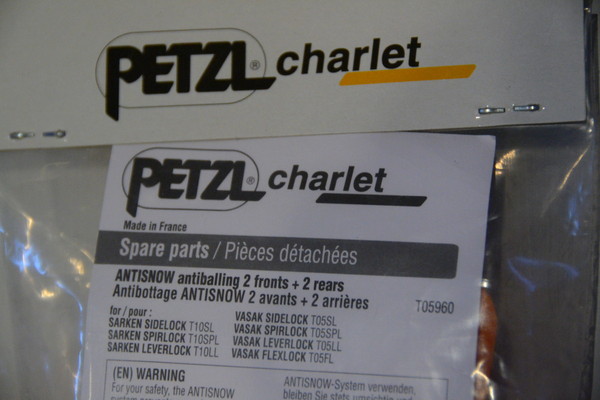 PETZL® charlet
PETZL® charlet
Made in France
Spare parts / Pièces détachées
ANTISNOW antiballing 2 fronts + 2 rears
Antibottage ANTISNOW 2 avants + 2 arrières
T05960
for / pour :
SARKEN SIDELOCK T10SL
SARKEN SPIRLOCK T10SPL
SARKEN LEVERLOCK T10LL
VASAK SIDELOCK T05SL
VASAK SPIRLOCK T05SPL
VASAK LEVERLOCK T05LL
VASAK FLEXLOCK T05FL
(EN) WARNING
For your safety, the ANTISNOW
system
ANTISNOW-System verwenden,
bleiben Sie stets umsichtig und